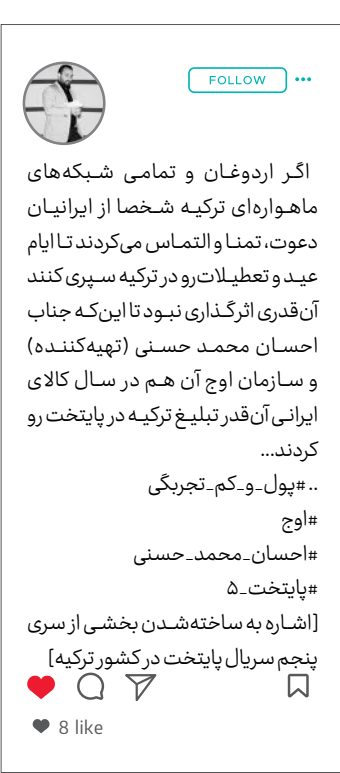 FOLLOW
اگر اردوغان و تمامی شبکه‌های
ماهواره‌ای ترکیه شخصا از ایرانیان
دعوت، تمنا و التماس می‌کردند تا ایام
عید و تعطیلات رو در ترکیه سپری کنند
آن‌قدری اثرگذاری نبود تا این‌که جناب
احسان محمد حسنی (تهیه‌کننده)
و سازمان اوج آن هم در سال کالای
ایرانی آن‌قدر تبلیغ ترکیه در پایتخت رو
کردند...
..#پول_و_کم_تجربگی
#اوج
#احسان_محمد_حسنی
#پایتخت_۵
[اشاره به ساخته‌شدن بخشی از سری
پنجم سریال پایتخت در کشور ترکیه]
8 like